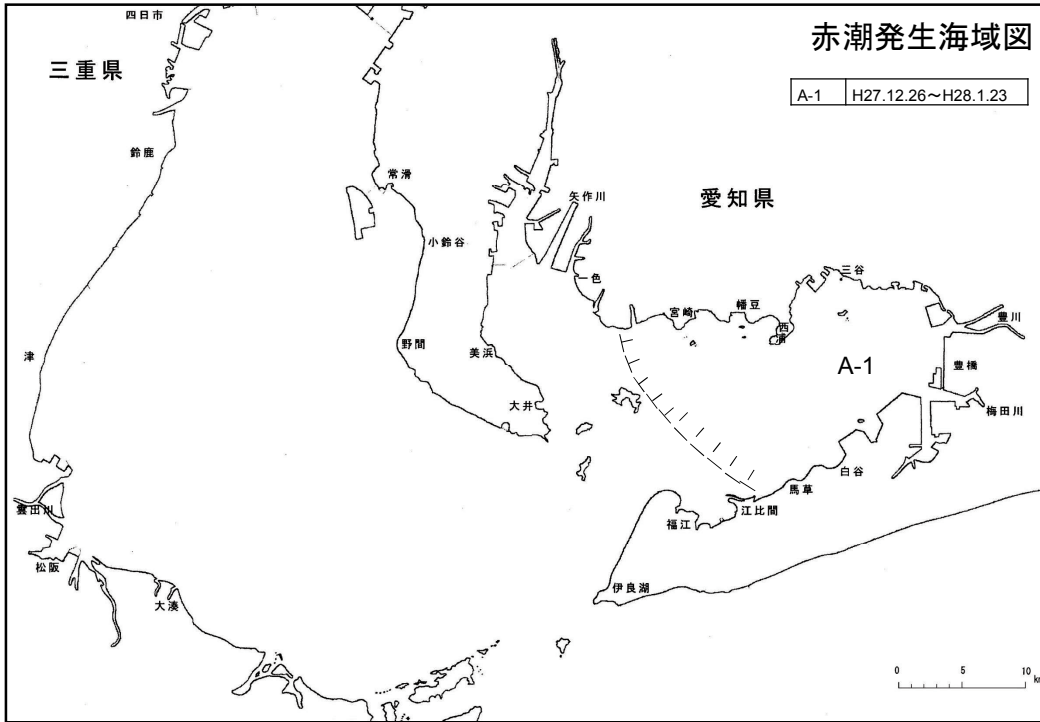 赤潮発生海域図
A-1 H27.12.26～H28.1.23
四日市
三重県
鈴鹿
常滑
矢作川
愛知県
小鈴谷
一色
三谷
宮崎
幡豆
西浦
豊川
津
野間
美浜
A-1
豊橋
大井
梅田川
白谷
馬草
雲出川
福江
江比間
松阪
伊良湖
大湊
0 5 10
km